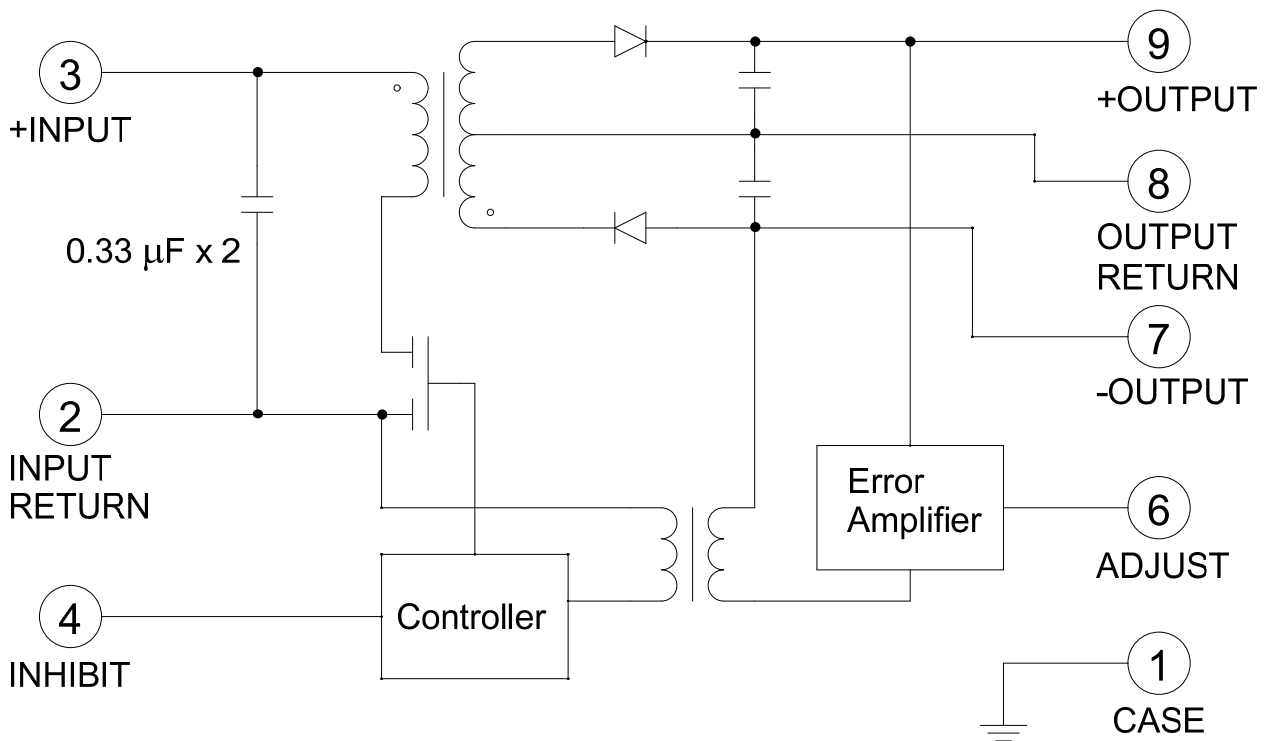 3
+INPUT
0.33 µF x 2
2
INPUT
RETURN
4
INHIBIT
Controller
Error
Amplifier
9
+OUTPUT
8
OUTPUT
RETURN
7
-OUTPUT
6
ADJUST
1
CASE